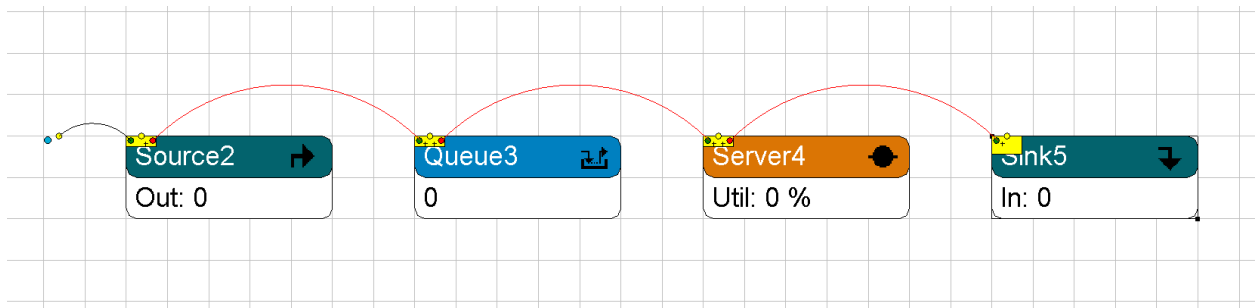 Source2
Out: 0
Queue3
0
Server4
Util: 0 %
Sink5
In: 0